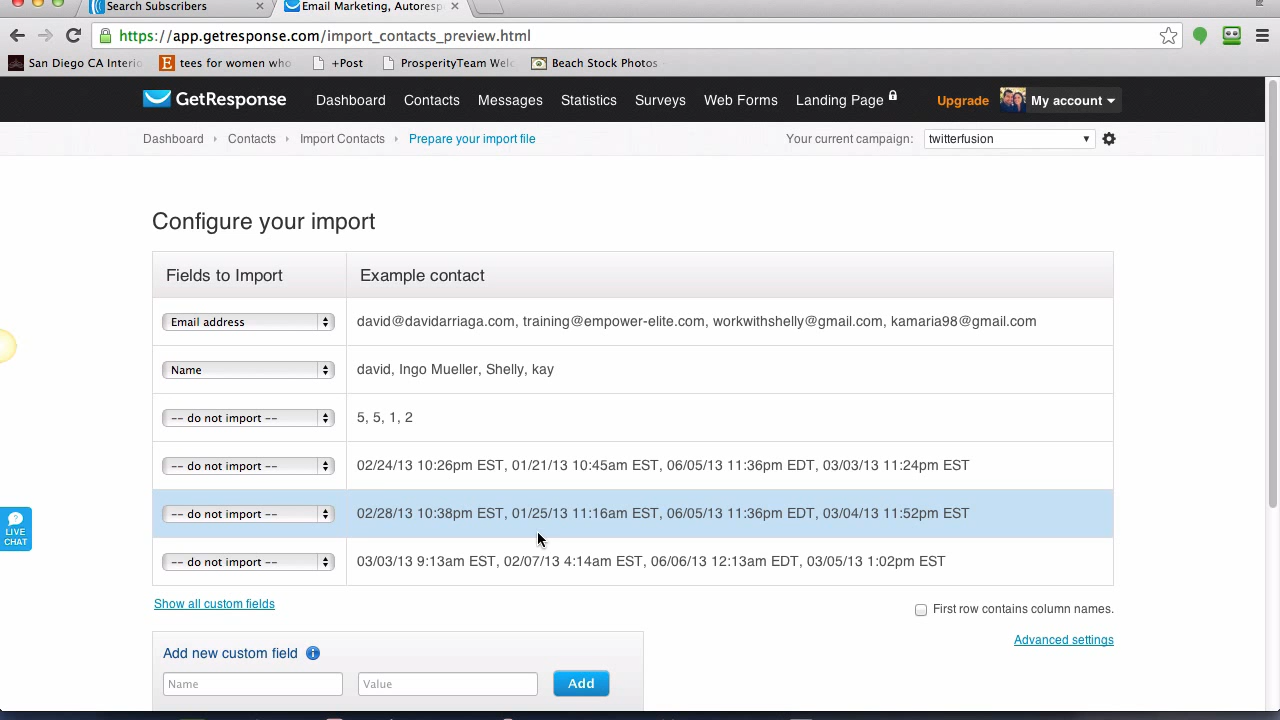 Search Subscribers × Email Marketing, Autoresp ×
https://app.getresponse.com/import_contacts_preview.html
San Diego CA Interio tees for women who +Post ProsperityTeam Wel Beach Stock Photos
GetResponse Dashboard Contacts Messages Statistics Surveys Web Forms Landing Page Upgrade My account
Dashboard Contacts Import Contacts Prepare your import file Your current campaign: twitterfusion
Configure your import
Fields to Import Example contact
Email address david@davidarriaga.com, training@empower-elite.com, workwithshelly@gmail.com, kamaria98@gmail.com
Name david, Ingo Mueller, Shelly, kay
-- do not import -- 5, 5, 1, 2
-- do not import -- 02/24/13 10:26pm EST, 01/21/13 10:45am EST, 06/05/13 11:36pm EDT, 03/03/13 11:24pm EST
-- do not import -- 02/28/13 10:38pm EST, 01/25/13 11:16am EST, 06/05/13 11:36pm EDT, 03/04/13 11:52pm EST
LIVE
CHAT
-- do not import -- 03/03/13 9:13am EST, 02/07/13 4:14am EST, 06/06/13 12:13am EDT, 03/05/13 1:02pm EST
Show all custom fields First row contains column names.
Advanced settings
Add new custom field
Name Value Add